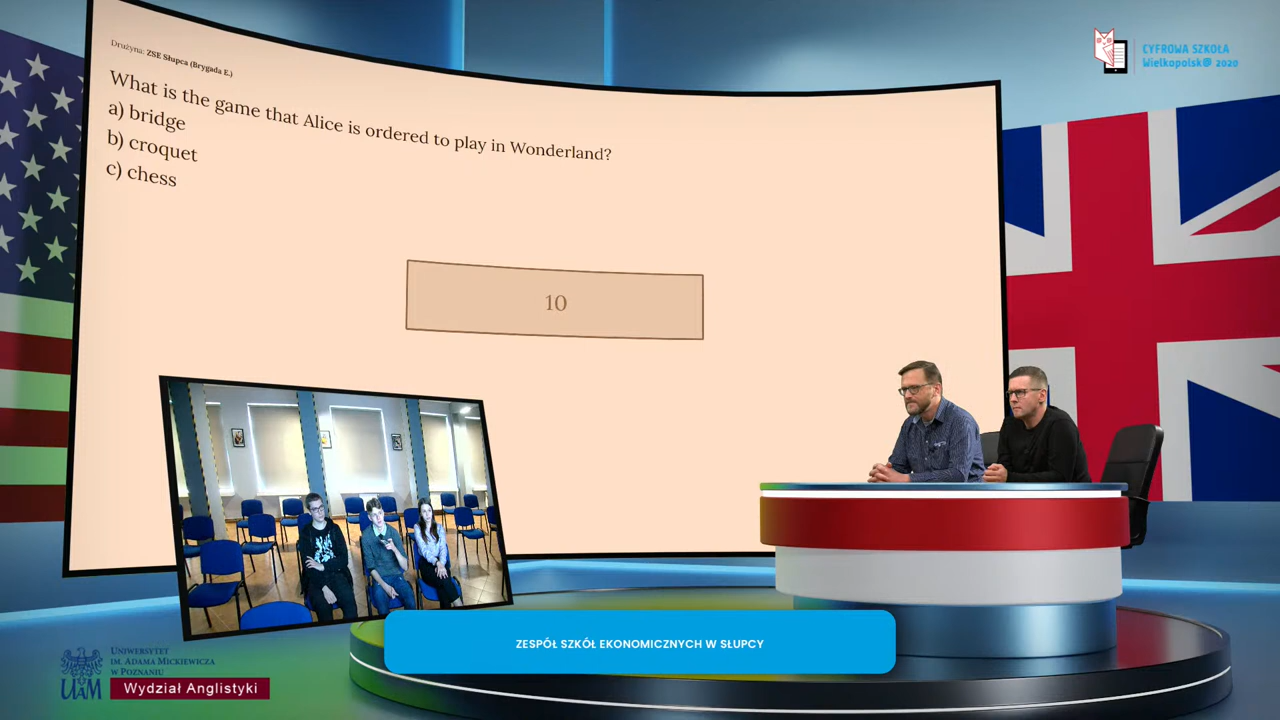 Drużyna: ZSE Słupca (Brygada E.)
What is the game that Alice is ordered to play in Wonderland?
a) bridge
b) croquet
c) chess
10
CYFROWA SZKOŁA
Wielkopolsk@ 2020
ZESPÓŁ SZKÓŁ EKONOMICZNYCH W SŁUPCY
UNIWERSYTET
IM. ADAMA MICKIEWICZA
W POZNANIU
UAM
Wydział Anglistyki